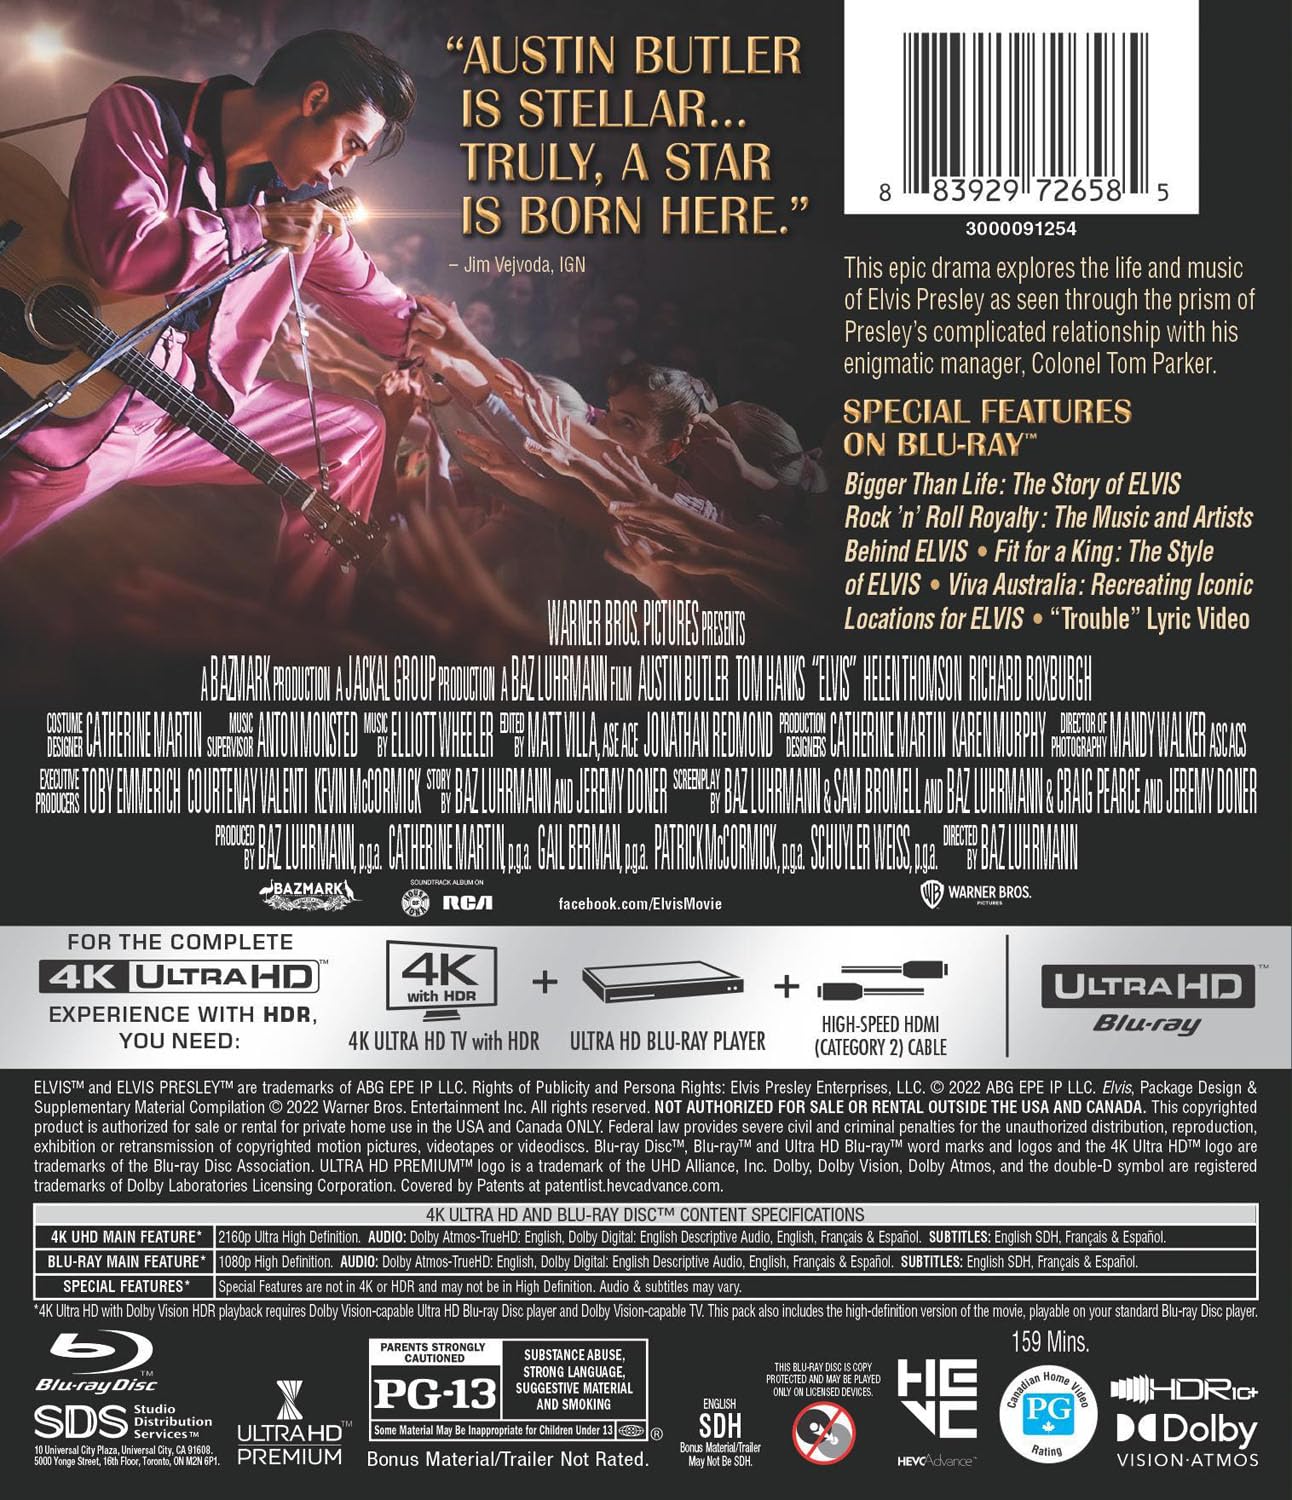 “AUSTIN BUTLER
IS STELLAR...
TRULY, A STAR
IS BORN HERE.”
– Jim Vejvoda, IGN
8 83929 72658 5
3000091254
This epic drama explores the life and music
of Elvis Presley as seen through the prism of
Presley’s complicated relationship with his
enigmatic manager, Colonel Tom Parker.
SPECIAL FEATURES
ON BLU-RAY™
Bigger Than Life: The Story of ELVIS
Rock ’n’ Roll Royalty: The Music and Artists
Behind ELVIS • Fit for a King: The Style
of ELVIS • Viva Australia: Recreating Iconic
Locations for ELVIS • “Trouble” Lyric Video
WARNER BROS. PICTURES PRESENTS
A BAZMARK PRODUCTION A JACKAL GROUP PRODUCTION A BAZ LUHRMANN FILM AUSTIN BUTLER TOM HANKS “ELVIS” HELEN THOMSON RICHARD ROXBURGH
COSTUME DESIGNER CATHERINE MARTIN MUSIC SUPERVISOR ANTON MONSTED MUSIC BY ELLIOTT WHEELER EDITED BY MATT VILLA, ASE ACE JONATHAN REDMOND PRODUCTION DESIGNERS CATHERINE MARTIN KAREN MURPHY DIRECTOR OF PHOTOGRAPHY MANDY WALKER ASC ACS
EXECUTIVE PRODUCERS TOBY EMMERICH COURTENAY VALENTI KEVIN McCORMICK STORY BY BAZ LUHRMANN AND JEREMY DONER SCREENPLAY BY BAZ LUHRMANN & SAM BROMELL AND BAZ LUHRMANN & CRAIG PEARCE AND JEREMY DONER
PRODUCED BY BAZ LUHRMANN, p.g.a. CATHERINE MARTIN, p.g.a. GAIL BERMAN, p.g.a. PATRICK McCORMICK, p.g.a. SCHUYLER WEISS, p.g.a. DIRECTED BY BAZ LUHRMANN
BAZMARK
SOUNDTRACK ALBUM ON
RCA
facebook.com/ElvisMovie
WB WARNER BROS.
PICTURES
FOR THE COMPLETE
4K ULTRA HD™
EXPERIENCE WITH HDR,
YOU NEED:
4K
with HDR
4K ULTRA HD TV with HDR
+
ULTRA HD BLU-RAY PLAYER
+
HIGH-SPEED HDMI
(CATEGORY 2) CABLE
ULTRA HD™
Blu-ray
ELVIS™ and ELVIS PRESLEY™ are trademarks of ABG EPE IP LLC. Rights of Publicity and Persona Rights: Elvis Presley Enterprises, LLC. © 2022 ABG EPE IP LLC. Elvis, Package Design &
Supplementary Material Compilation © 2022 Warner Bros. Entertainment Inc. All rights reserved. NOT AUTHORIZED FOR SALE OR RENTAL OUTSIDE THE USA AND CANADA. This copyrighted
product is authorized for sale or rental for private home use in the USA and Canada ONLY. Federal law provides severe civil and criminal penalties for the unauthorized distribution, reproduction,
exhibition or retransmission of copyrighted motion pictures, videotapes or videodiscs. Blu-ray Disc™, Blu-ray™ and Ultra HD Blu-ray™ word marks and logos and the 4K Ultra HD™ logo are
trademarks of the Blu-ray Disc Association. ULTRA HD PREMIUM™ logo is a trademark of the UHD Alliance, Inc. Dolby, Dolby Vision, Dolby Atmos, and the double-D symbol are registered
trademarks of Dolby Laboratories Licensing Corporation. Covered by Patents at patentlist.hevcadvance.com.
4K ULTRA HD AND BLU-RAY DISC™ CONTENT SPECIFICATIONS
4K UHD MAIN FEATURE* 2160p Ultra High Definition. AUDIO: Dolby Atmos-TrueHD: English, Dolby Digital: English Descriptive Audio, English, Français & Español. SUBTITLES: English SDH, Français & Español.
BLU-RAY MAIN FEATURE* 1080p High Definition. AUDIO: Dolby Atmos-TrueHD: English, Dolby Digital: English Descriptive Audio, English, Français & Español. SUBTITLES: English SDH, Français & Español.
SPECIAL FEATURES* Special Features are not in 4K or HDR and may not be in High Definition. Audio & subtitles may vary.
*4K Ultra HD with Dolby Vision HDR playback requires Dolby Vision-capable Ultra HD Blu-ray Disc player and Dolby Vision-capable TV. This pack also includes the high-definition version of the movie, playable on your standard Blu-ray Disc player.
Blu-ray Disc™
SDS Studio
Distribution
Services™
10 Universal City Plaza, Universal City, CA 91608.
5000 Yonge Street, 16th Floor, Toronto, ON M2N 6P1.
ULTRA HD™
PREMIUM
PARENTS STRONGLY
CAUTIONED
PG-13
SUBSTANCE ABUSE,
STRONG LANGUAGE,
SUGGESTIVE MATERIAL
AND SMOKING
Some Material May Be Inappropriate for Children Under 13
®
Bonus Material/Trailer Not Rated.
ENGLISH
SDH
Bonus Material/Trailer
May Not Be SDH.
THIS BLU-RAY DISC IS COPY
PROTECTED AND MAY BE PLAYED
ONLY ON LICENSED DEVICES.
HEVC
HEVC Advance™
159 Mins.
Canadian Home Video
PG
Rating
HDR10+
Dolby
VISION·ATMOS